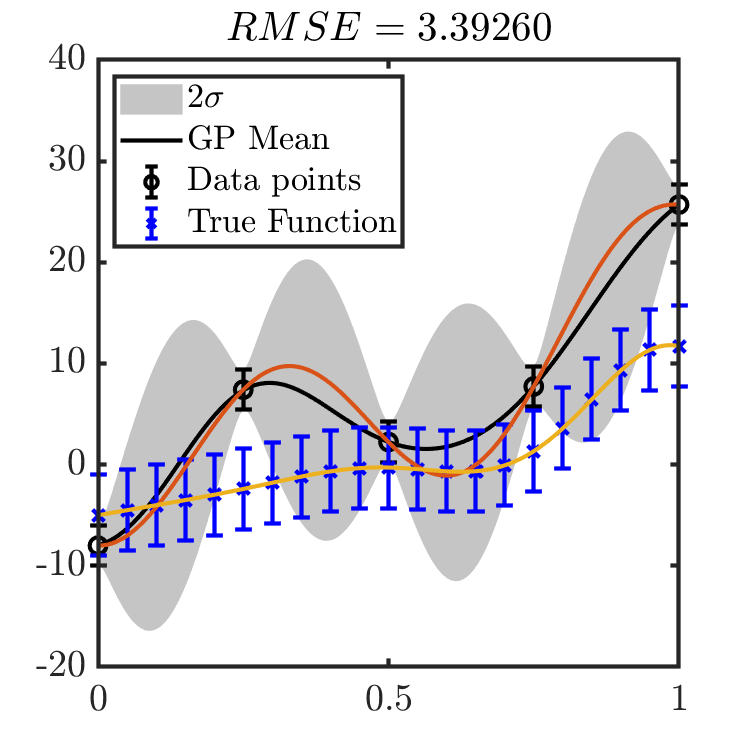 RMSE = 3.39260
40
30
20
10
0
-10
-20
2σ
GP Mean
Data points
True Function
0
0.5
1